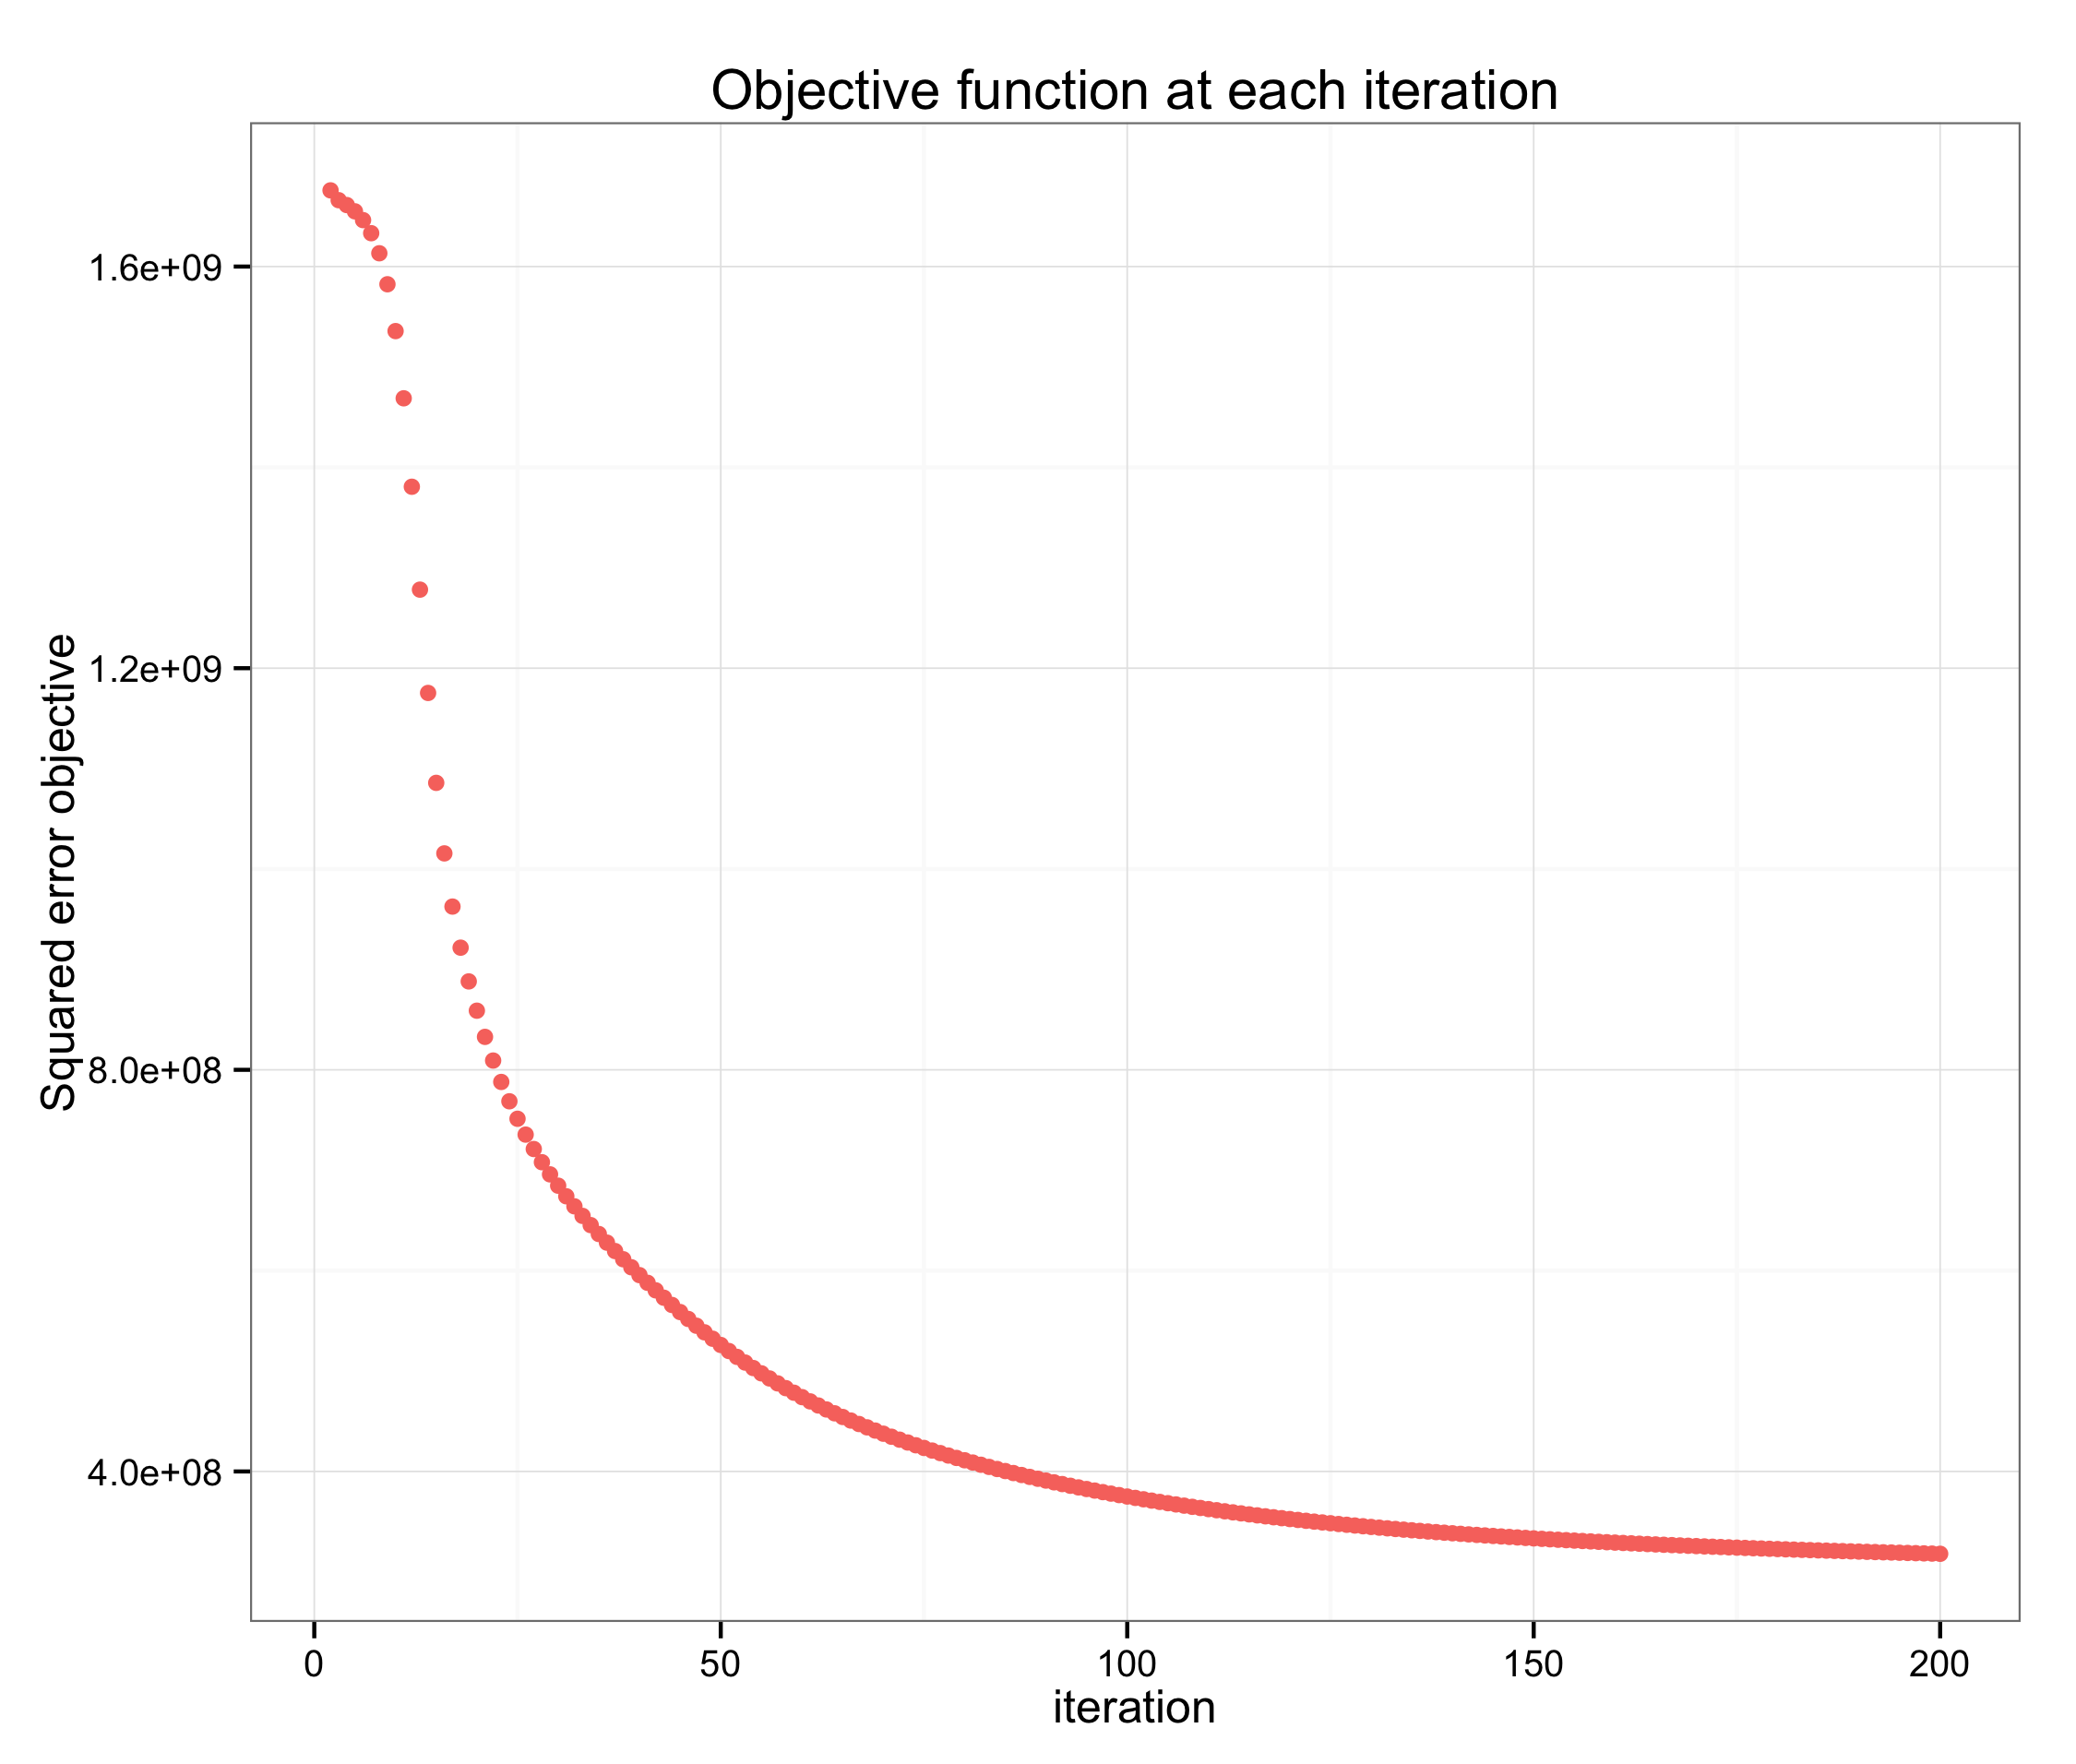 Objective function at each iteration
Squared error objective
1.6e+09
1.2e+09
8.0e+08
4.0e+08
0 50 100 150 200
iteration